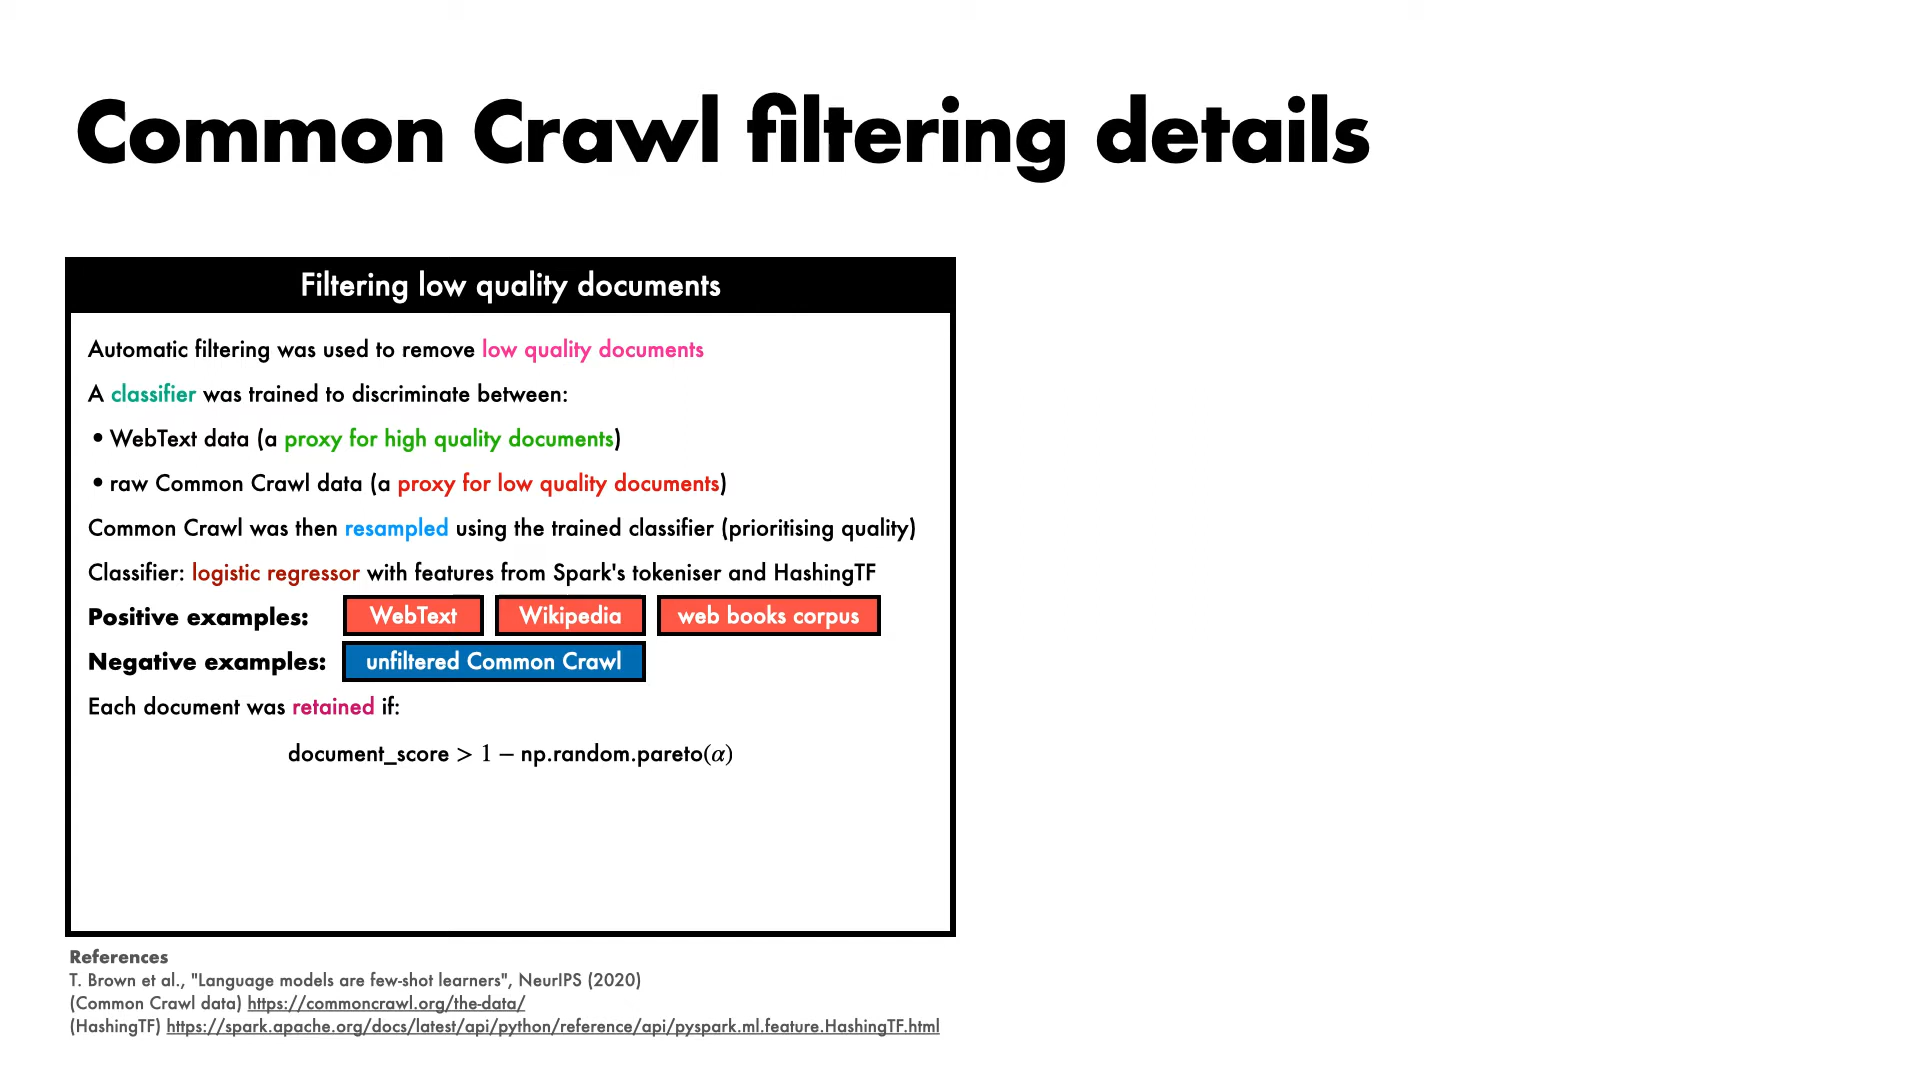 Common Crawl filtering details
Filtering low quality documents
Automatic filtering was used to remove low quality documents
A classifier was trained to discriminate between:
• WebText data (a proxy for high quality documents)
• raw Common Crawl data (a proxy for low quality documents)
Common Crawl was then resampled using the trained classifier (prioritising quality)
Classifier: logistic regressor with features from Spark's tokeniser and HashingTF
Positive examples: WebText Wikipedia web books corpus
Negative examples: unfiltered Common Crawl
Each document was retained if:
document_score > 1 − np.random.pareto(α)
References
T. Brown et al., "Language models are few-shot learners", NeurIPS (2020)
(Common Crawl data) https://commoncrawl.org/the-data/
(HashingTF) https://spark.apache.org/docs/latest/api/python/reference/api/pyspark.ml.feature.HashingTF.html